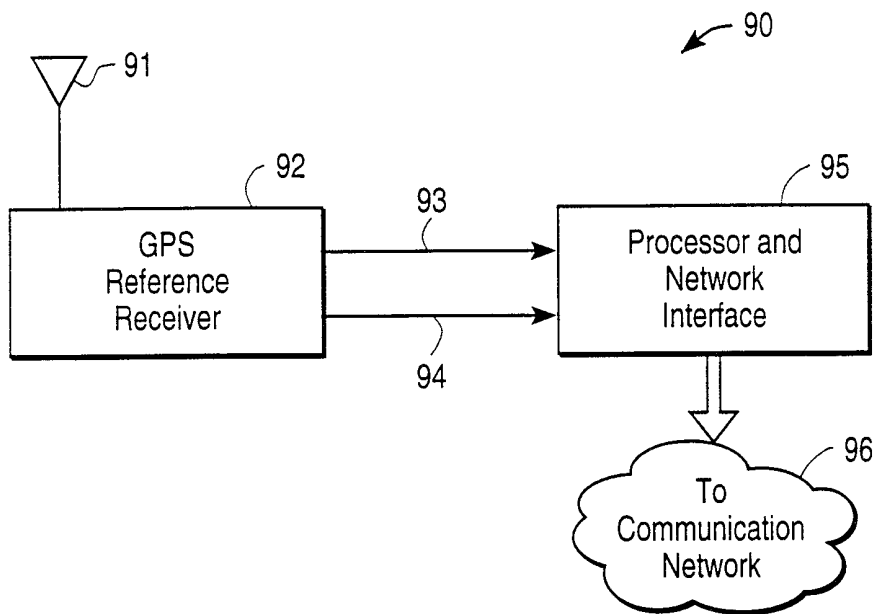 90
91
92
93
95
GPS
Reference
Receiver
Processor and
Network
Interface
94
96
To
Communication
Network